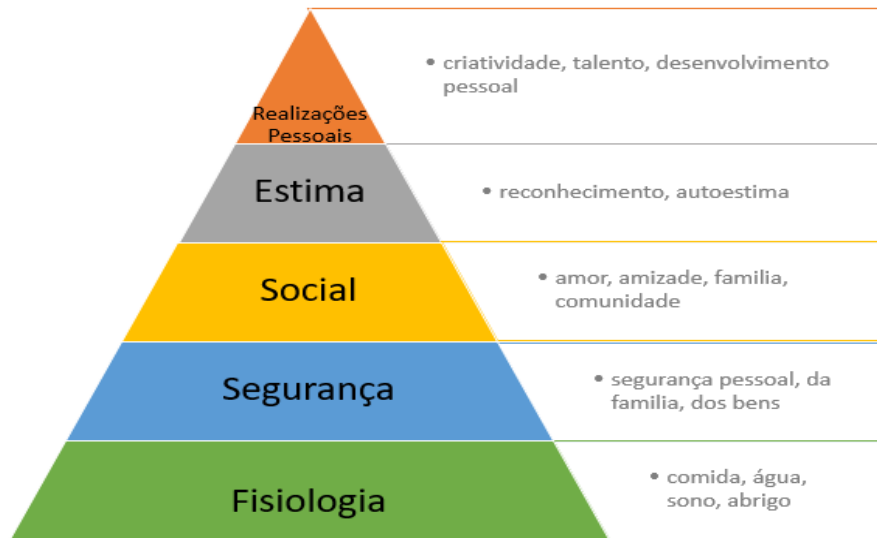 Realizações
Pessoais
• criatividade, talento, desenvolvimento
pessoal
Estima
• reconhecimento, autoestima
Social
• amor, amizade, familia,
comunidade
Segurança
• segurança pessoal, da
familia, dos bens
Fisiologia
• comida, água,
sono, abrigo